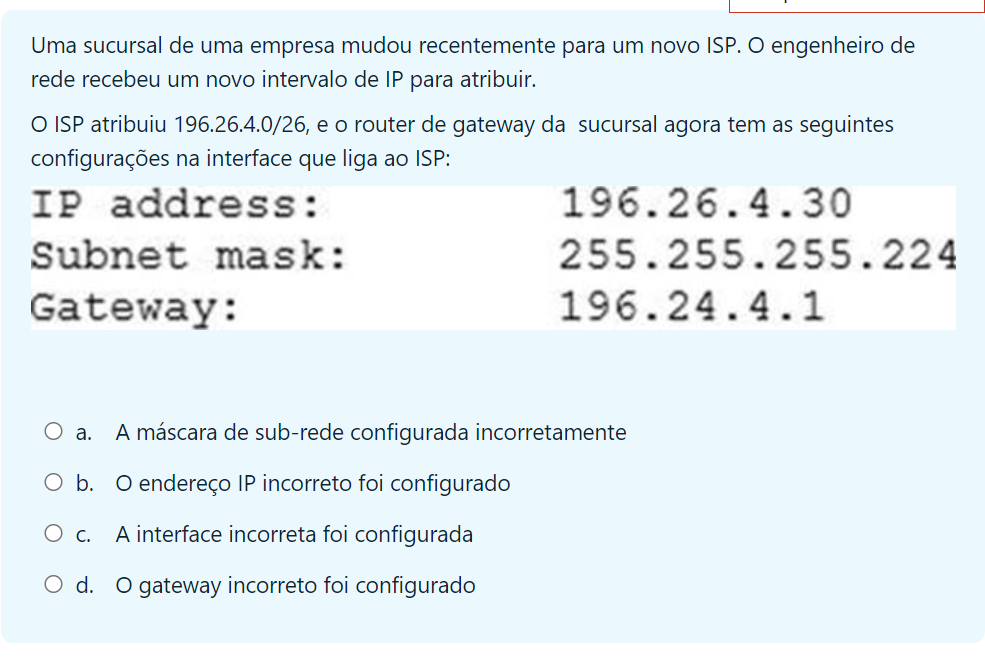 Uma sucursal de uma empresa mudou recentemente para um novo ISP. O engenheiro de
rede recebeu um novo intervalo de IP para atribuir.
O ISP atribuiu 196.26.4.0/26, e o router de gateway da sucursal agora tem as seguintes
configurações na interface que liga ao ISP:
IP address: 196.26.4.30
Subnet mask: 255.255.255.224
Gateway: 196.24.4.1
a. A máscara de sub-rede configurada incorretamente
b. O endereço IP incorreto foi configurado
c. A interface incorreta foi configurada
d. O gateway incorreto foi configurado